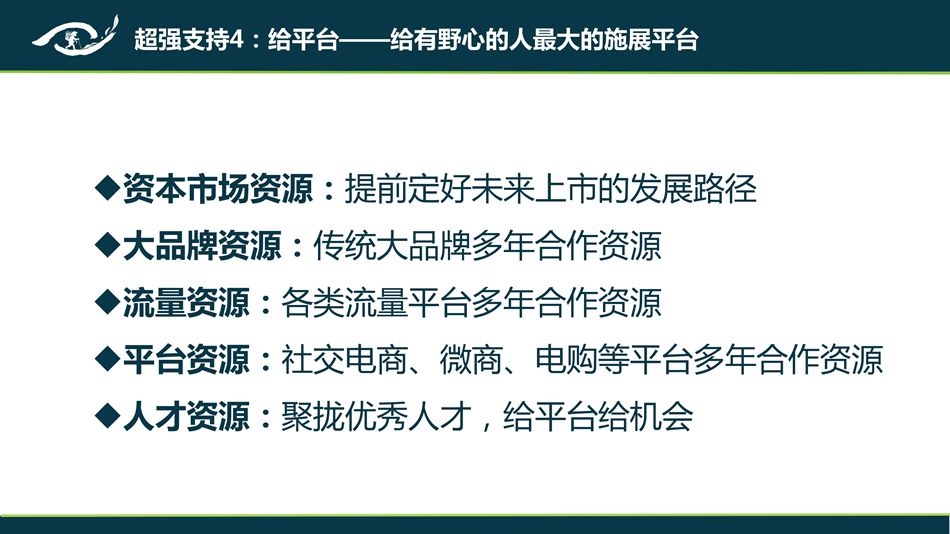 超强支持4：给平台——给有野心的人最大的施展平台
◆资本市场资源：提前定好未来上市的发展路径
◆大品牌资源：传统大品牌多年合作资源
◆流量资源：各类流量平台多年合作资源
◆平台资源：社交电商、微商、电购等平台多年合作资源
◆人才资源：聚拢优秀人才，给平台给机会